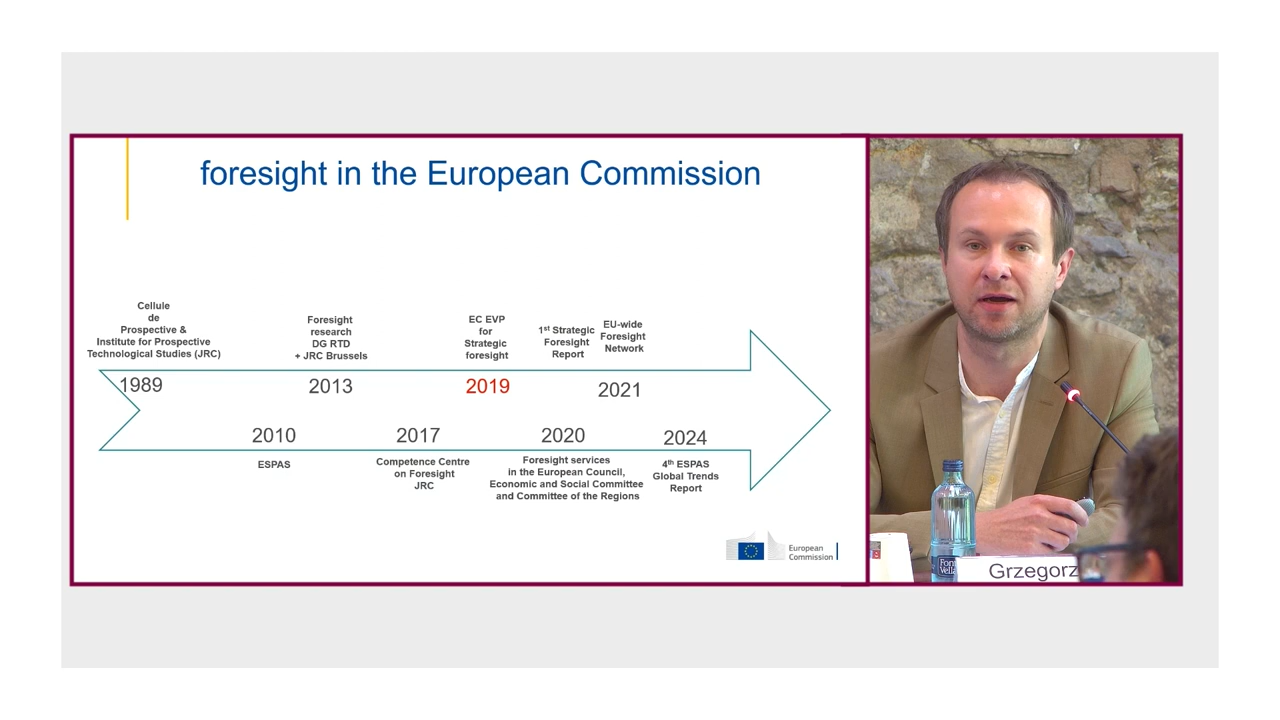 foresight in the European Commission
Cellule
de
Prospective &
Institute for Prospective
Technological Studies (JRC)
1989
2010
ESPAS
Foresight
research
DG RTD
+ JRC Brussels
2013
2017
Competence Centre
on Foresight
JRC
EC EVP
for
Strategic
foresight
2019
1st Strategic
Foresight
Report
2020
Foresight services
in the European Council,
Economic and Social Committee
and Committee of the Regions
EU-wide
Foresight
Network
2021
2024
4th ESPAS
Global Trends
Report
European
Commission
Grzegorz